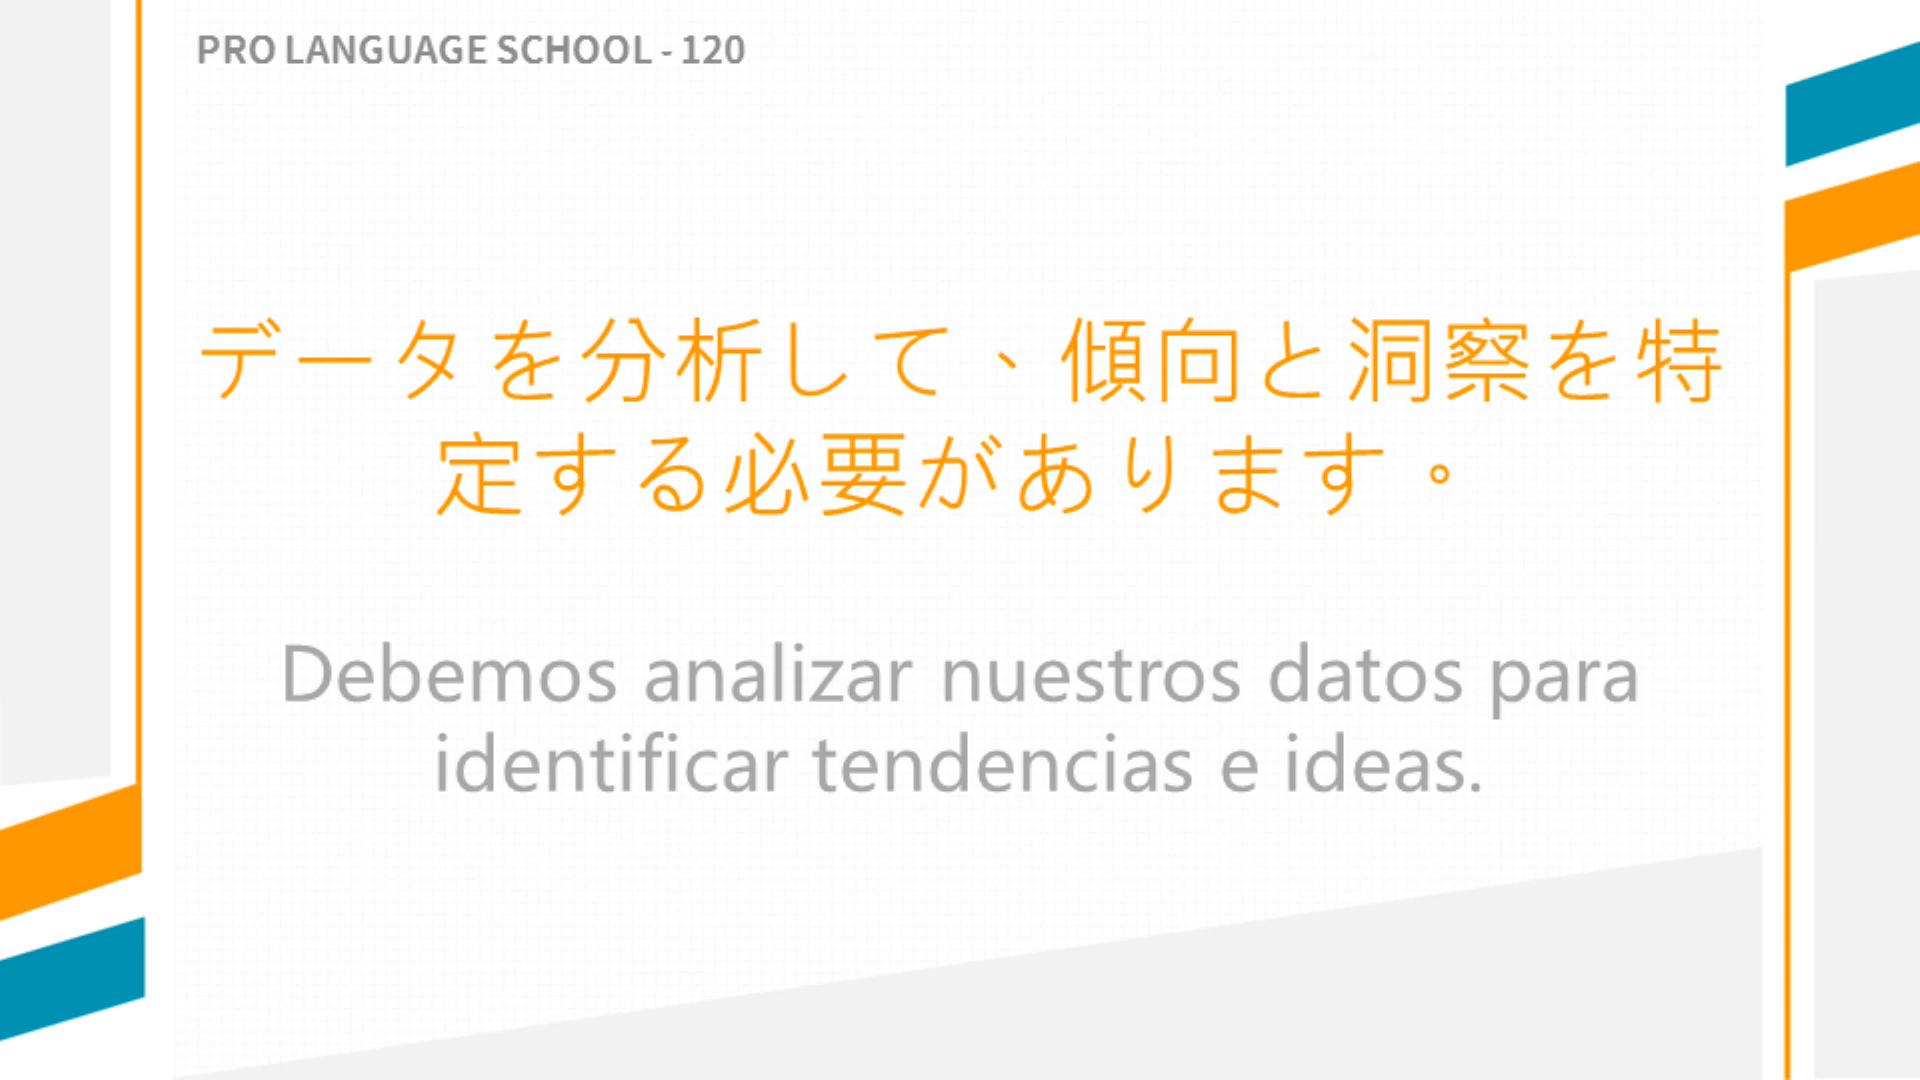 PRO LANGUAGE SCHOOL - 120
データを分析して、傾向と洞察を特
定する必要があります。
Debemos analizar nuestros datos para
identificar tendencias e ideas.